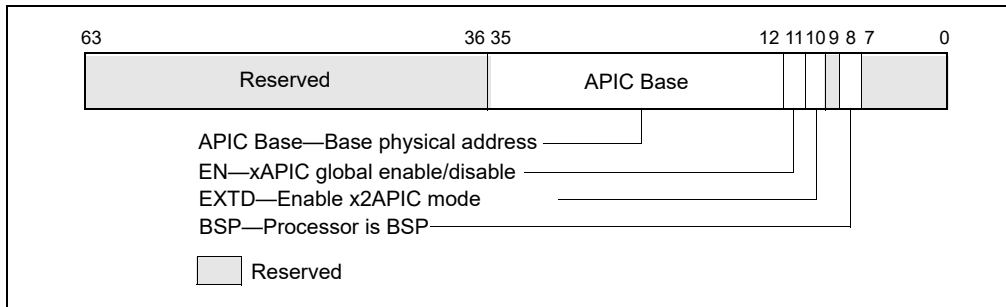 63 36 35 12 11 10 9 8 7 0
Reserved APIC Base
APIC Base—Base physical address
EN—xAPIC global enable/disable
EXTD—Enable x2APIC mode
BSP—Processor is BSP
Reserved